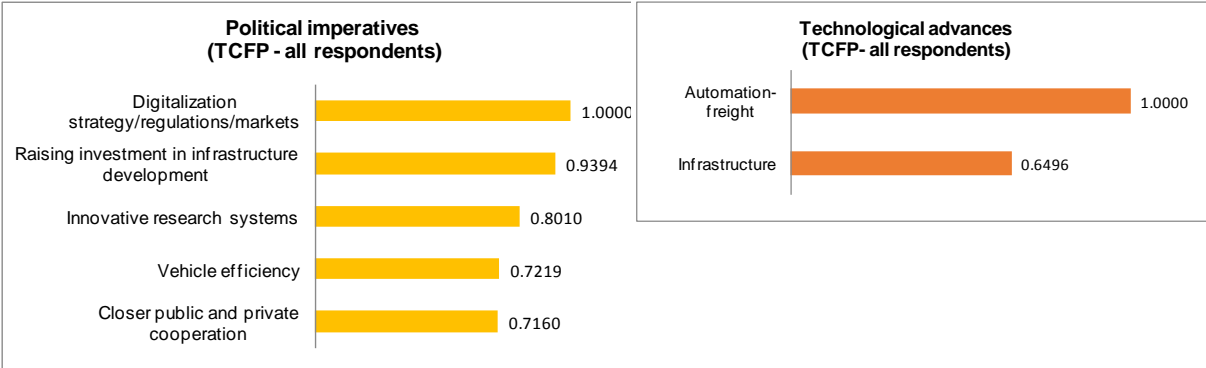 Political imperatives
(TCFP - all respondents)
Digitalization
strategy/regulations/markets
1.0000
Raising investment in infrastructure
development
0.9394
Innovative research systems
0.8010
Vehicle efficiency
0.7219
Closer public and private
cooperation
0.7160
Technological advances
(TCFP- all respondents)
Automation-
freight
1.0000
Infrastructure
0.6496